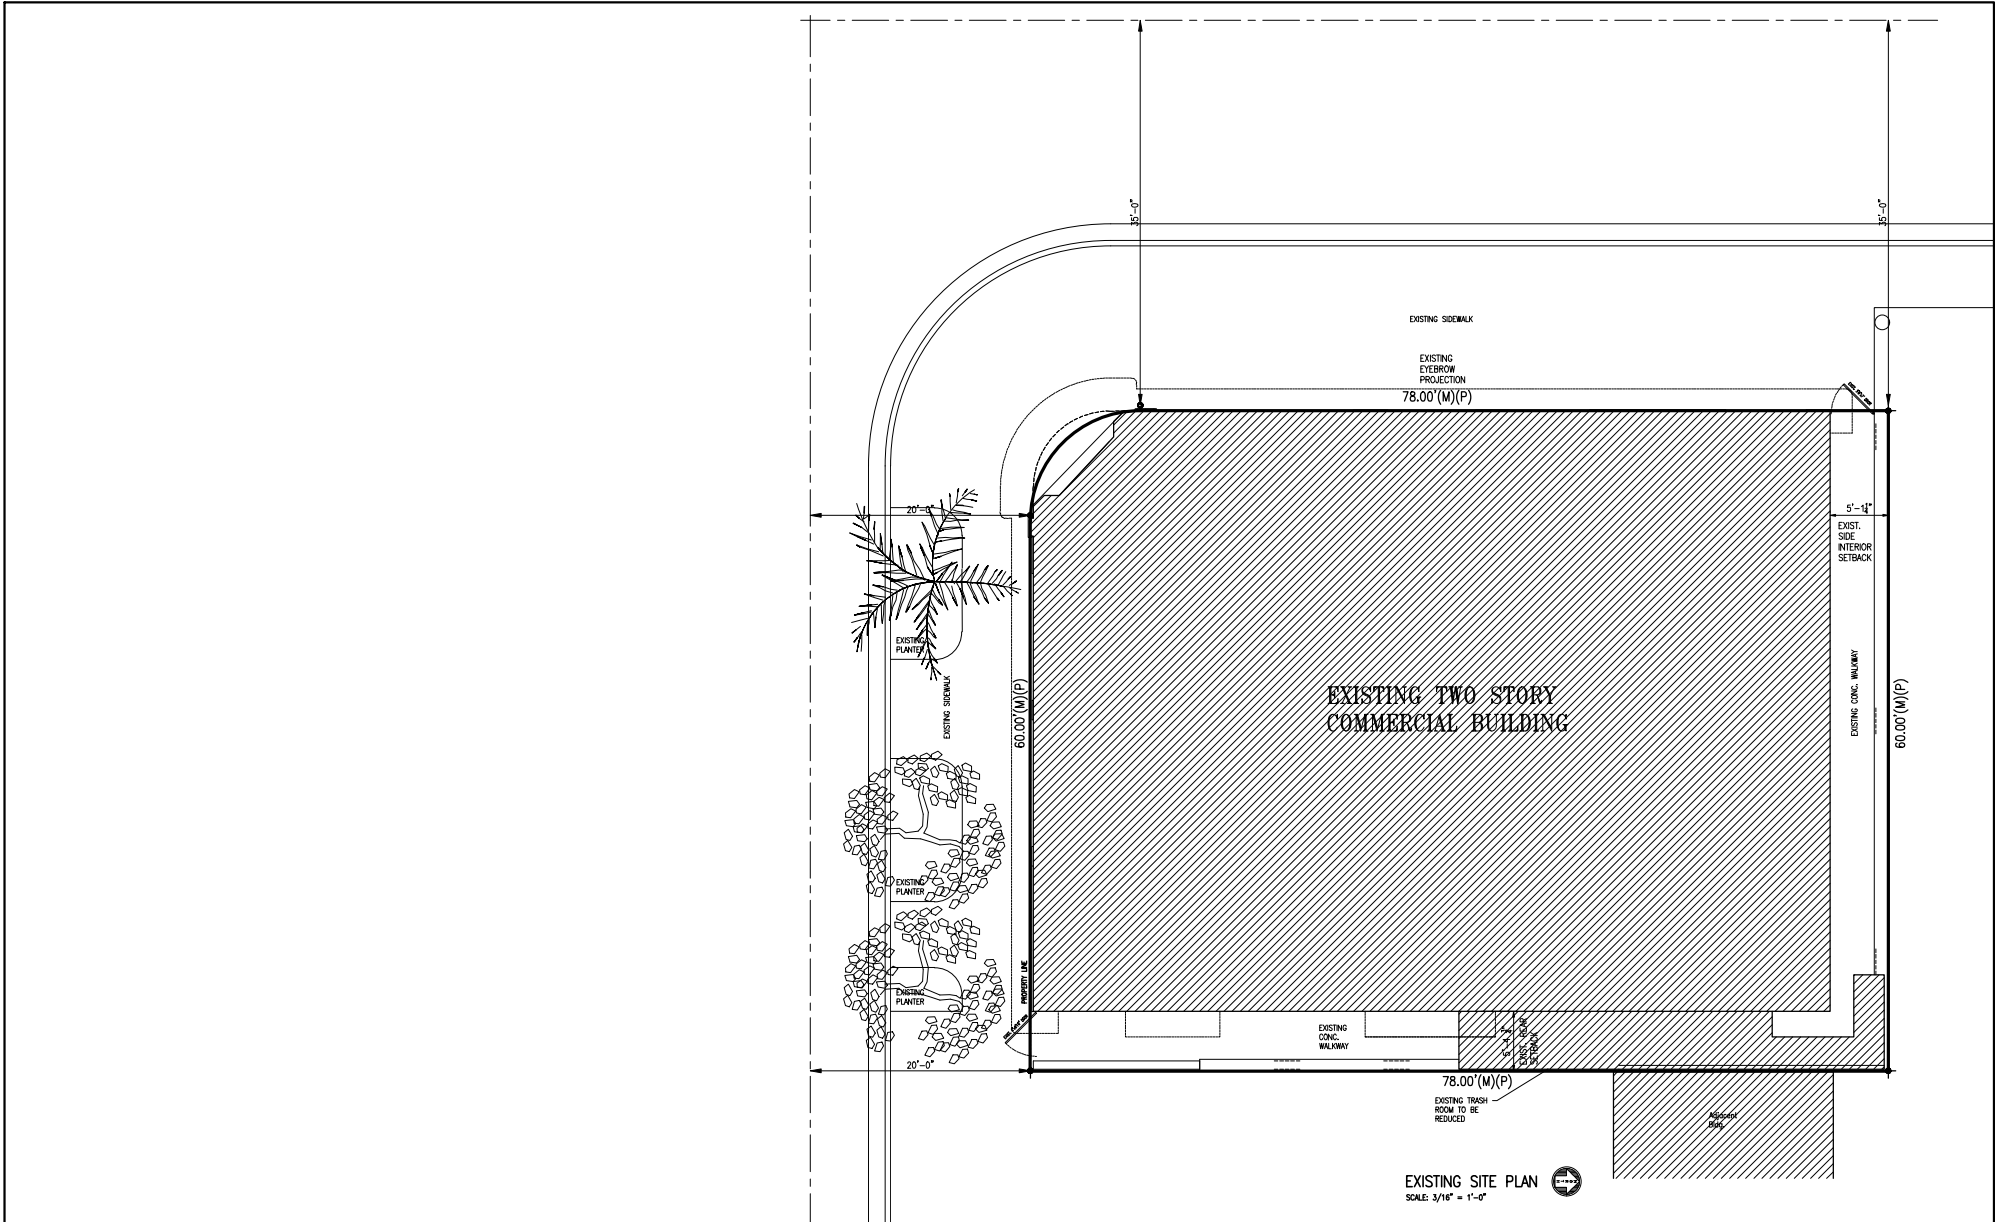 35'-0"
35'-0"
EXISTING SIDEWALK
EXISTING
EYEBROW
PROJECTION
78.00'(M)(P)
20'-0"
5'-1¼"
EXIST.
SIDE
INTERIOR
SETBACK
EXISTING
PLANTER
EXISTING SIDEWALK
60.00'(M)(P)
EXISTING TWO STORY
COMMERCIAL BUILDING
EXISTING CONC. WALKWAY
60.00'(M)(P)
EXISTING
PLANTER
PROPERTY LINE
EXISTING
PLANTER
EXISTING
CONC.
WALKWAY
EXIST. REAR
SETBACK
20'-0"
78.00'(M)(P)
EXISTING TRASH
ROOM TO BE
REDUCED
Adjacent
Bldg.
EXISTING SITE PLAN
SCALE: 3/16" = 1'-0"